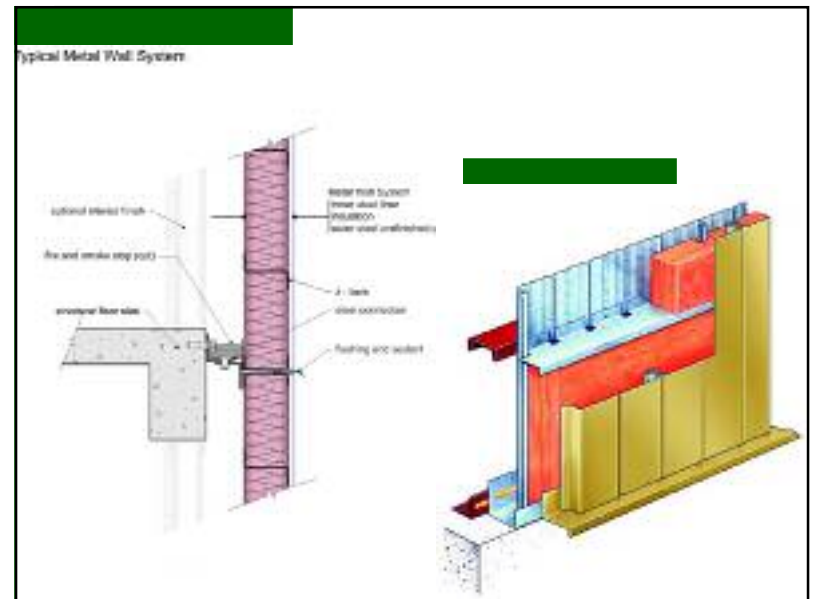 Typical Metal Wall System
optional interior finish
fire and smoke stop
structural floor slab
Metal Wall System
inner steel liner
insulation
outer steel
Z - bars
steel connection
flashing and sealant